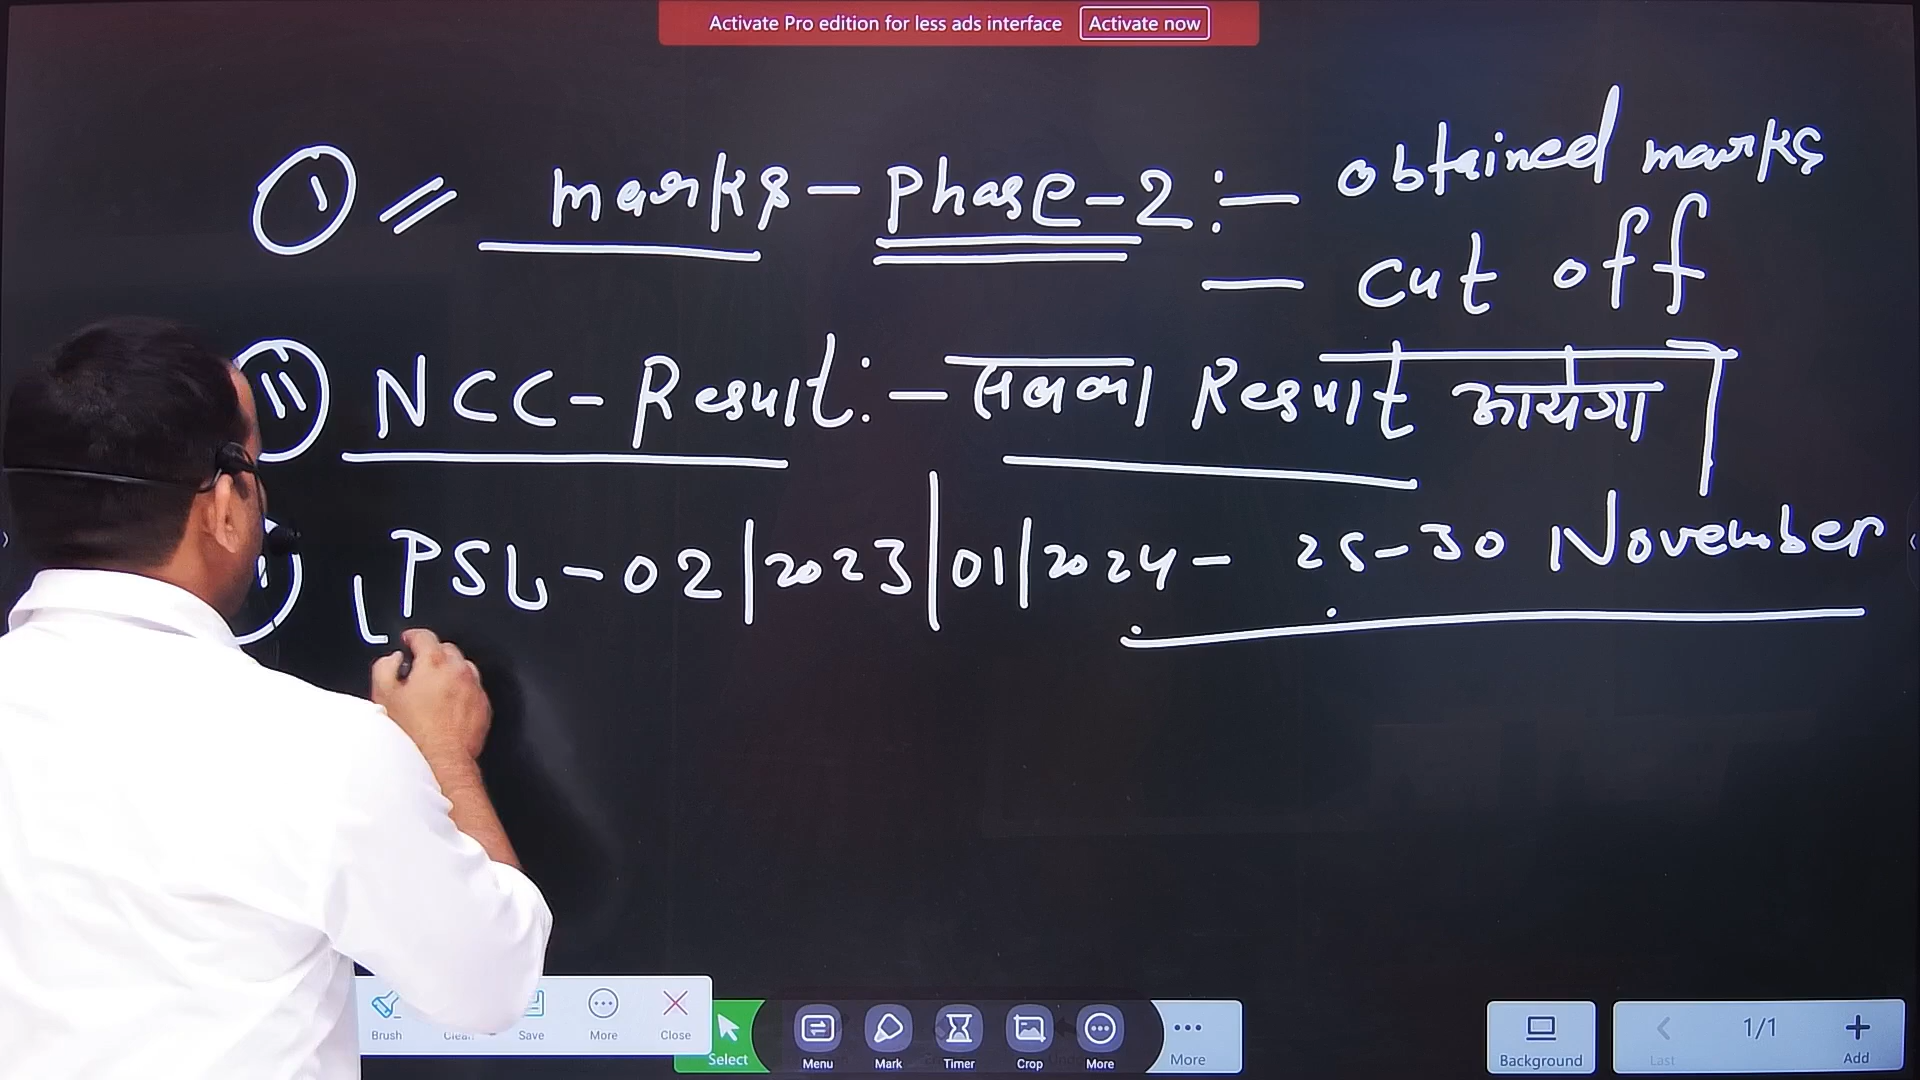 Activate Pro edition for less ads interface Activate now
① = marks - Phase-2 :- obtained marks
- cut off
ⅱ NCC-Result :- सबका Result आयेगा
PSL-02/2023/01/2024 - 25-30 November
Brush Clean Save More Close
Select Menu Mark Timer Crop More More
Background Last 1/1 Add